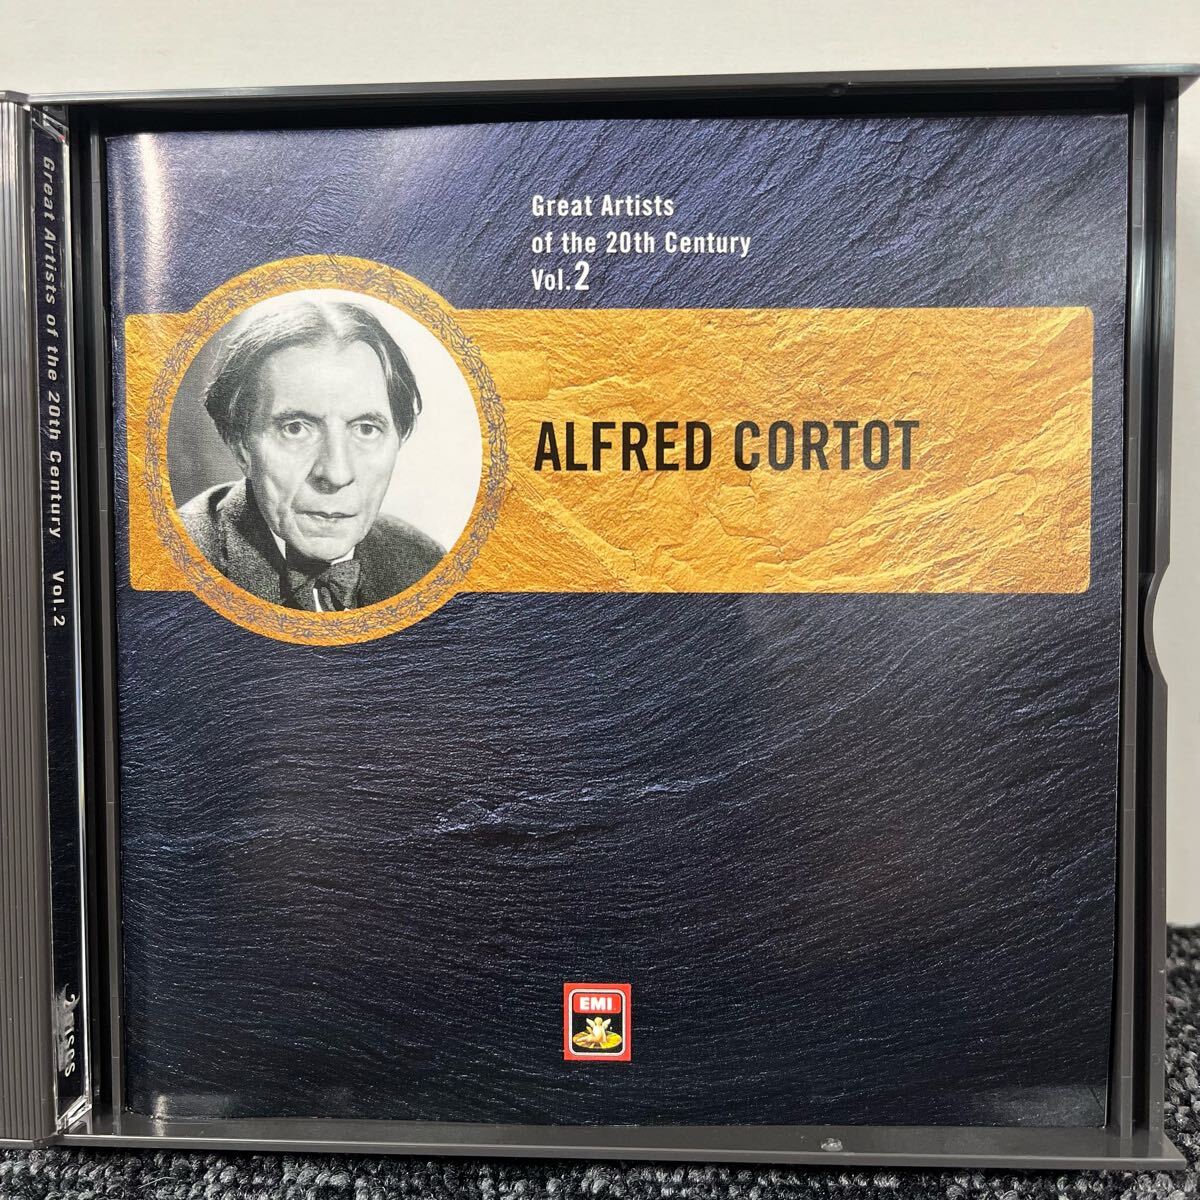 Great Artists
of the 20th Century
Vol.2
ALFRED CORTOT
EMI
Great Artists of the 20th Century Vol.2